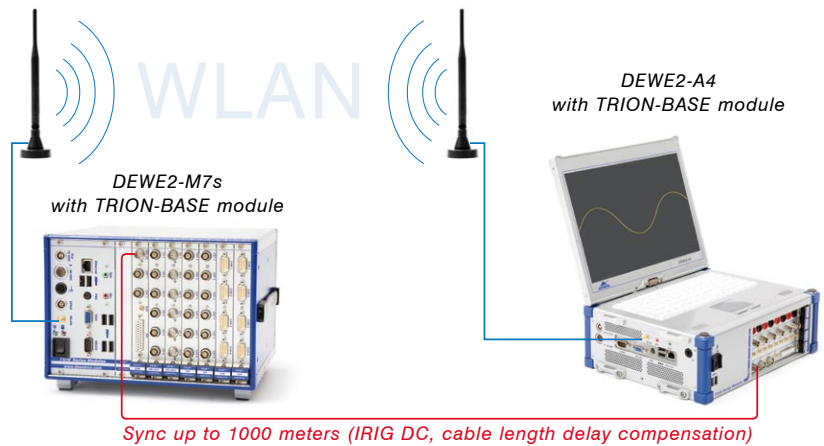 WLAN
DEWE2-A4
with TRION-BASE module
DEWE2-M7s
with TRION-BASE module
Sync up to 1000 meters (IRIG DC, cable length delay compensation)